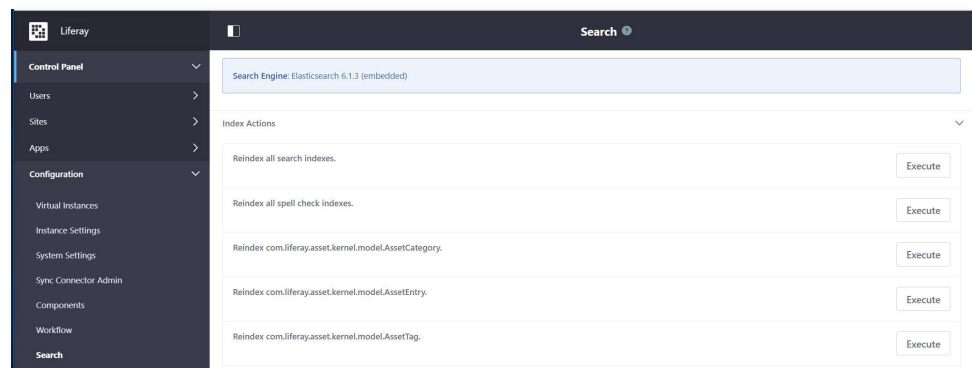 Liferay
Search ?
Control Panel
Users
Sites
Apps
Configuration
Virtual Instances
Instance Settings
System Settings
Sync Connector Admin
Components
Workflow
Search
Search Engine: Elasticsearch 6.1.3 (embedded)
Index Actions
Reindex all search indexes.
Execute
Reindex all spell check indexes.
Execute
Reindex com.liferay.asset.kernel.model.AssetCategory.
Execute
Reindex com.liferay.asset.kernel.model.AssetEntry.
Execute
Reindex com.liferay.asset.kernel.model.AssetTag.
Execute